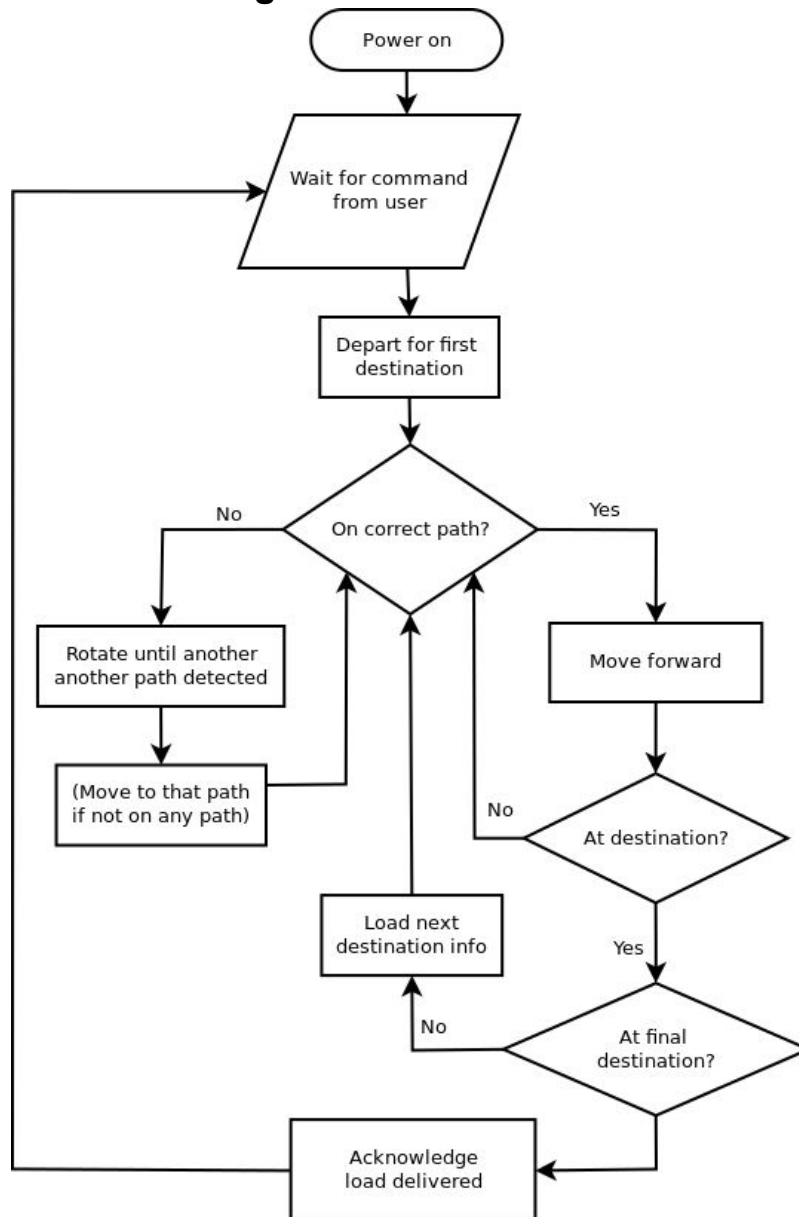 Power on
Wait for command
from user
Depart for first
destination
On correct path?
No
Yes
Rotate until another
another path detected
Move forward
(Move to that path
if not on any path)
No
At destination?
Load next
destination info
Yes
No
At final
destination?
Acknowledge
load delivered